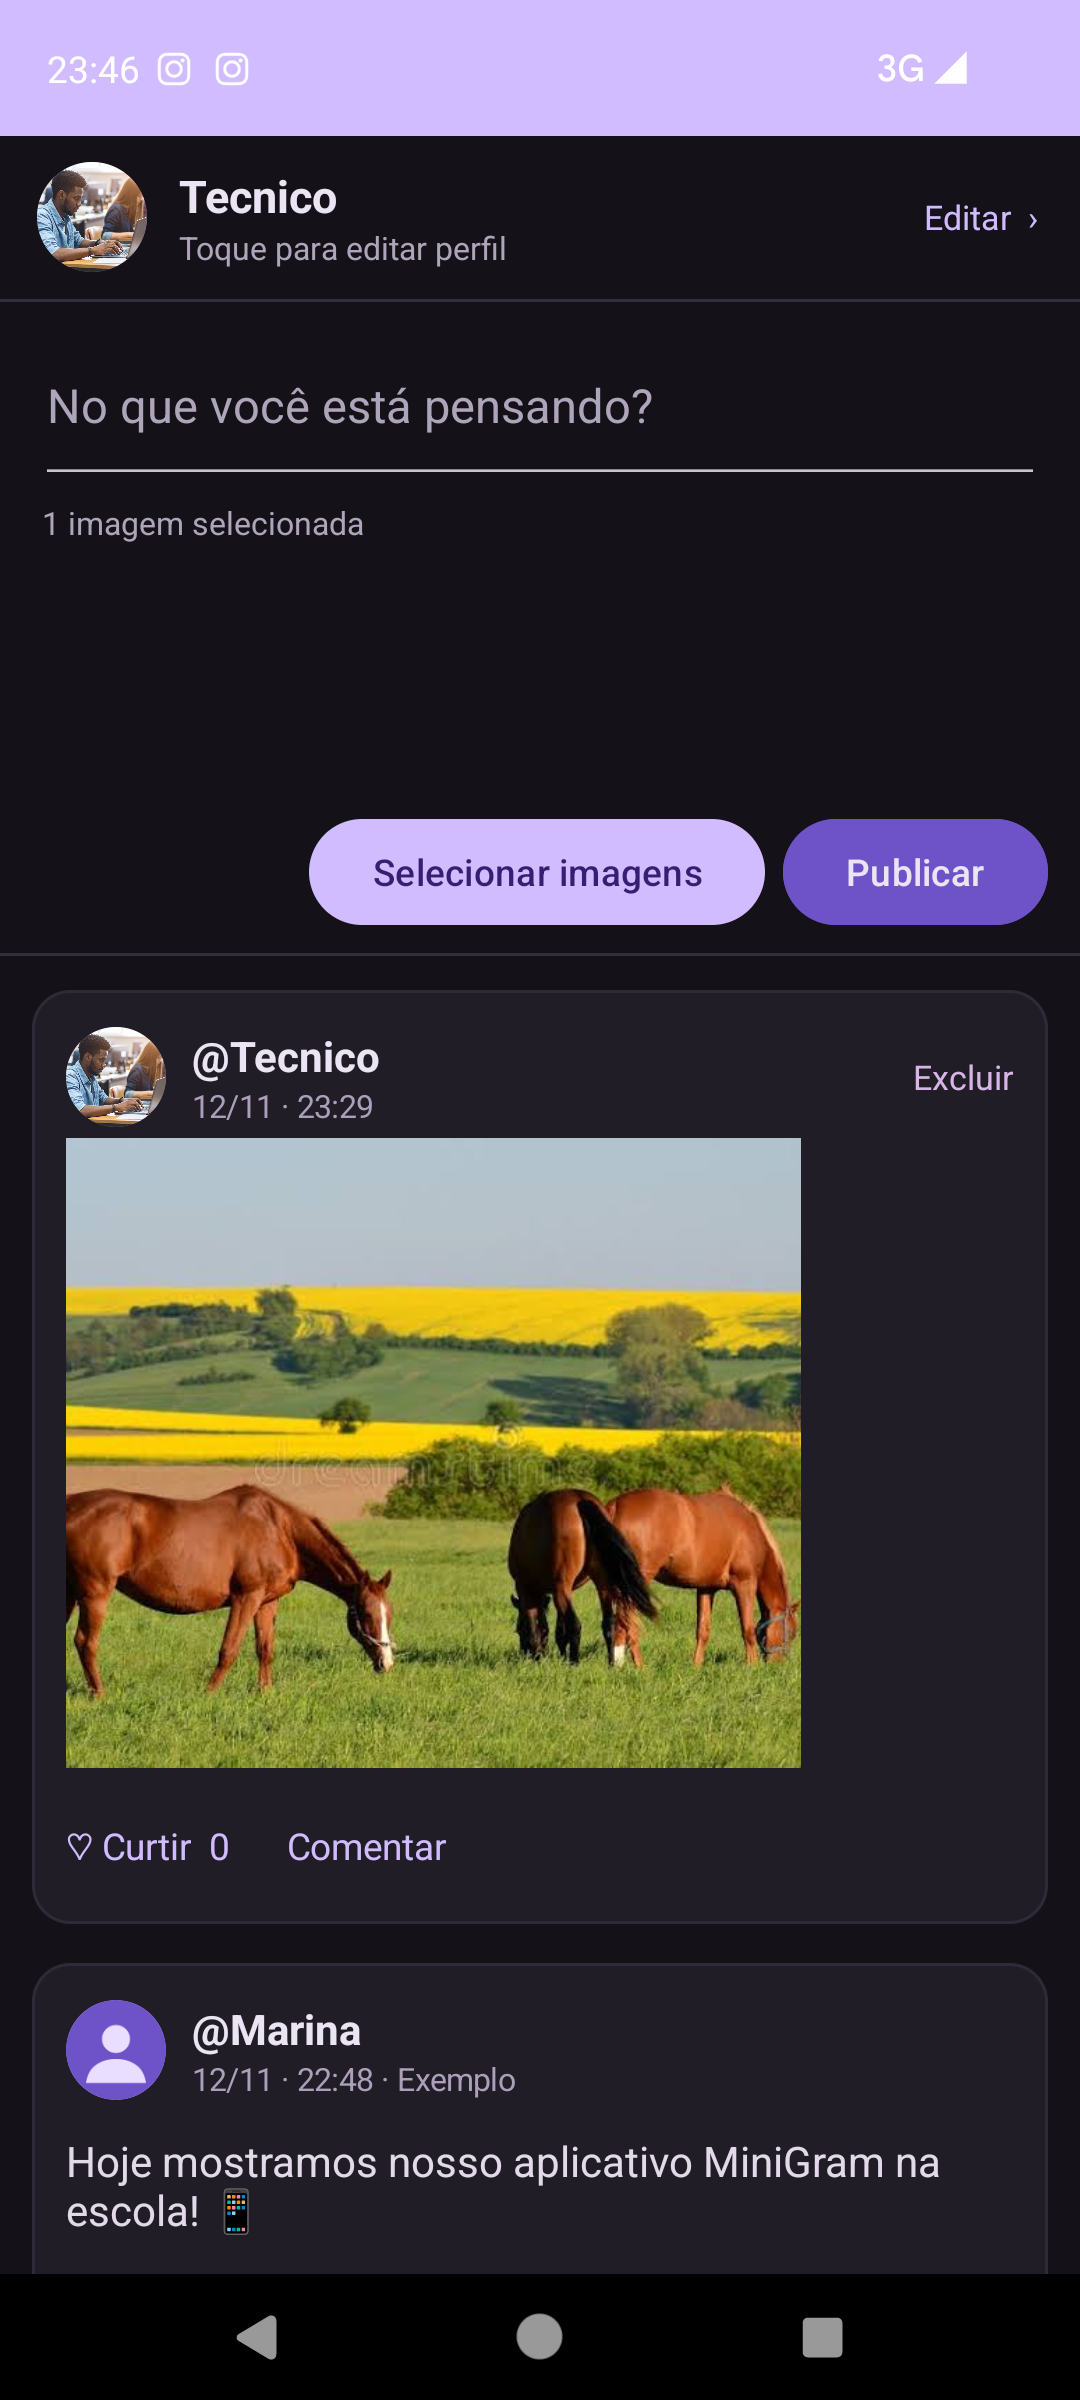 23:46
3G
Tecnico
Toque para editar perfil
Editar ›
No que você está pensando?
1 imagem selecionada
Selecionar imagens
Publicar
@Tecnico
12/11 · 23:29
Excluir
dreamstime
♡ Curtir 0
Comentar
@Marina
12/11 · 22:48 · Exemplo
Hoje mostramos nosso aplicativo MiniGram na
escola! 📱